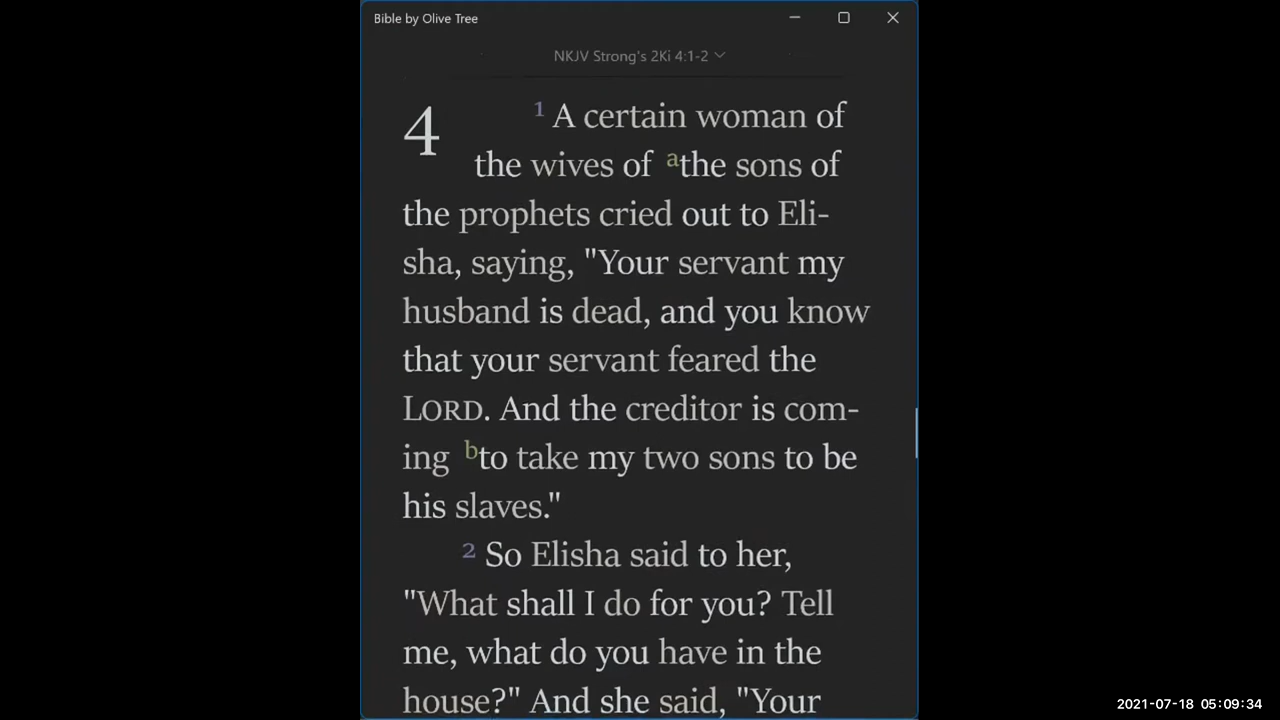 Bible by Olive Tree
NKJV Strong's 2Ki 4:1-2
4 1 A certain woman of
the wives of athe sons of
the prophets cried out to Eli-
sha, saying, "Your servant my
husband is dead, and you know
that your servant feared the
LORD. And the creditor is com-
ing bto take my two sons to be
his slaves."
2 So Elisha said to her,
"What shall I do for you? Tell
me, what do you have in the
house?" And she said, "Your
2021-07-18 05:09:34